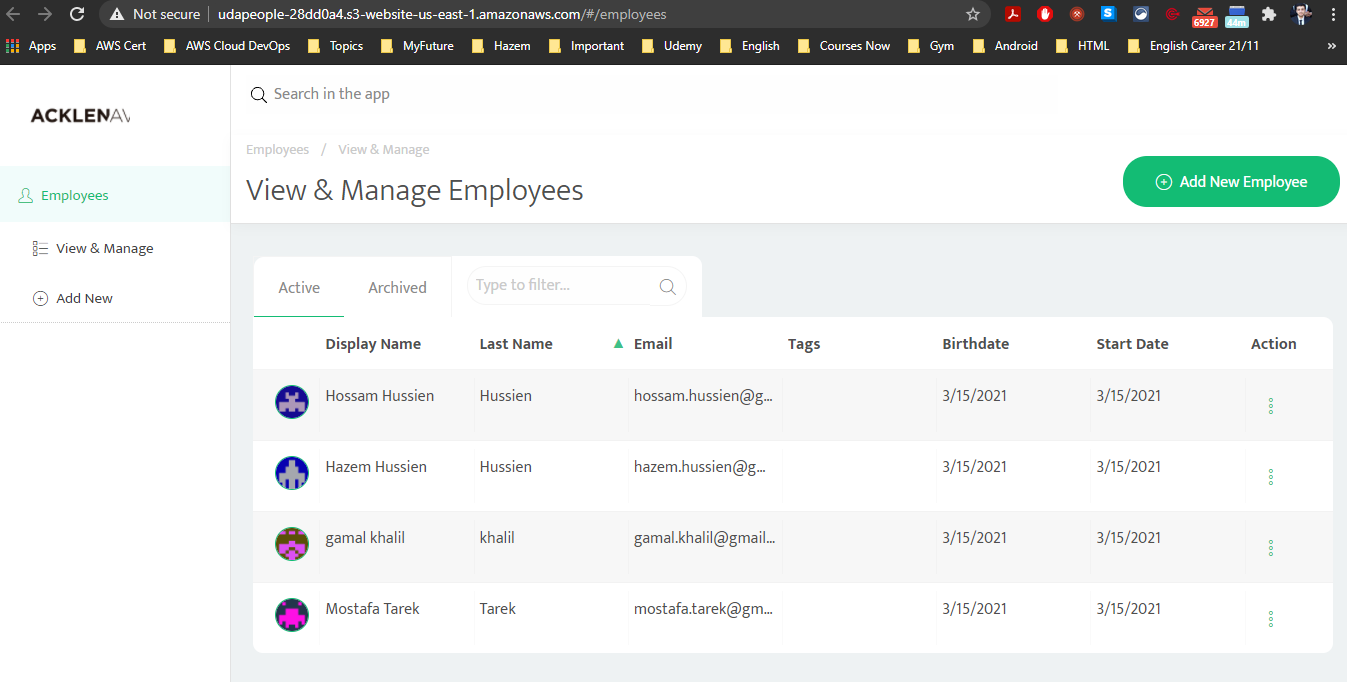 Not secure udapeople-28dd0a4.s3-website-us-east-1.amazonaws.com/#/employees 6927 44m
Apps AWS Cert AWS Cloud DevOps Topics MyFuture Hazem Important Udemy English Courses Now Gym Android HTML English Career 21/11 »
Search in the app
ACKLENAV
Employees / View & Manage
View & Manage Employees
Add New Employee
Employees
View & Manage
Add New
Active Archived Type to filter...
Display Name Last Name ▲ Email Tags Birthdate Start Date Action
Hossam Hussien Hussien hossam.hussien@g... 3/15/2021 3/15/2021
Hazem Hussien Hussien hazem.hussien@g... 3/15/2021 3/15/2021
gamal khalil khalil gamal.khalil@gmail... 3/15/2021 3/15/2021
Mostafa Tarek Tarek mostafa.tarek@gm... 3/15/2021 3/15/2021